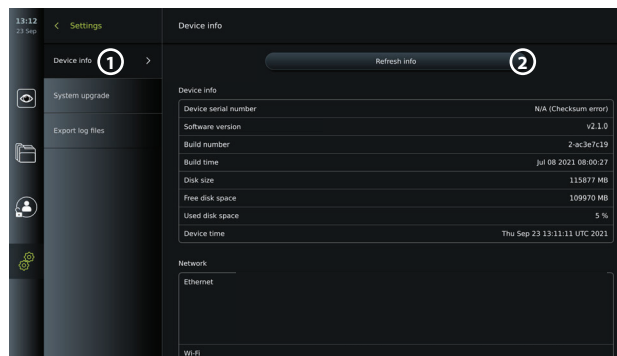 13:12
23 Sep
Settings
Device info
Device info 1
System upgrade
Export log files
Refresh info 2
Device info
Device serial number N/A (Checksum error)
Software version v2.1.0
Build number 2-ac3e7c19
Build time Jul 08 2021 08:00:27
Disk size 115877 MB
Free disk space 109970 MB
Used disk space 5 %
Device time Thu Sep 23 13:11:11 UTC 2021
Network
Ethernet
Wi-Fi